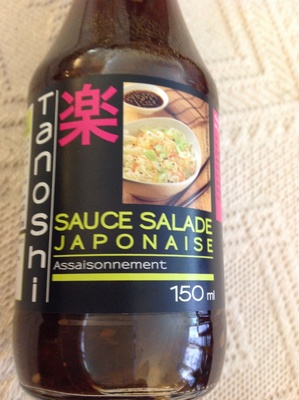 Tanoshi
楽
SAUCE SALADE
JAPONAISE
Assaisonnement
150 ml